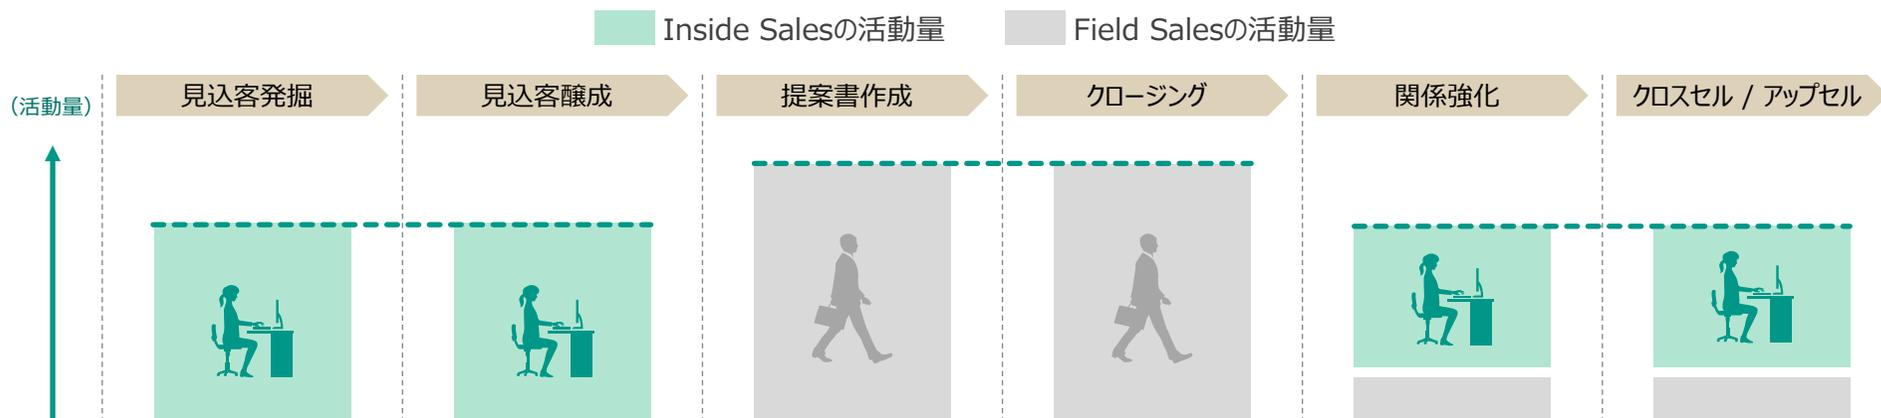 Inside Salesの活動量
Field Salesの活動量
（活動量）
見込客発掘
見込客醸成
提案書作成
クロージング
関係強化
クロスセル / アップセル